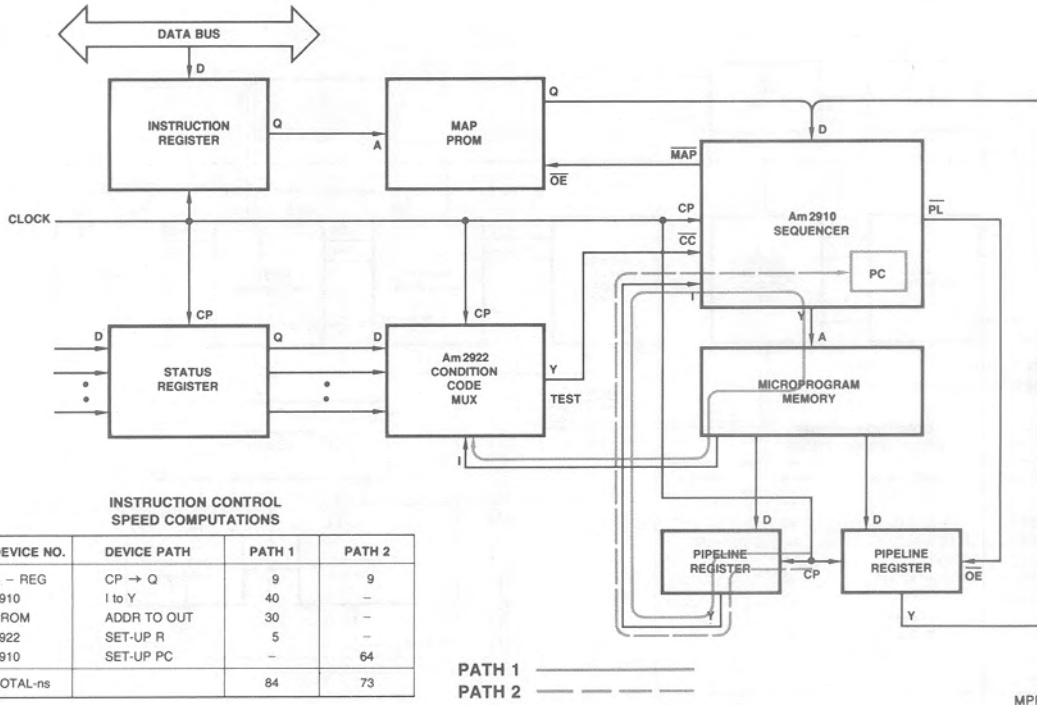 DATA BUS
D
INSTRUCTION
REGISTER
Q
A
MAP
PROM
Q
OE
MAP
D
Am2910
SEQUENCER
PL
CLOCK
CP
CC
PC
I
Y
CP
CP
D
STATUS
REGISTER
Q
D
Am2922
CONDITION
CODE
MUX
Y
TEST
I
A
MICROPROGRAM
MEMORY
D
D
PIPELINE
REGISTER
CP
PIPELINE
REGISTER
OE
Y
Y
INSTRUCTION CONTROL
SPEED COMPUTATIONS
DEVICE NO. DEVICE PATH PATH 1 PATH 2
– REG CP → Q 9 9
910 I to Y 40 –
ROM ADDR TO OUT 30 –
922 SET-UP R 5 –
910 SET-UP PC – 64
OTAL-ns 84 73
PATH 1
PATH 2